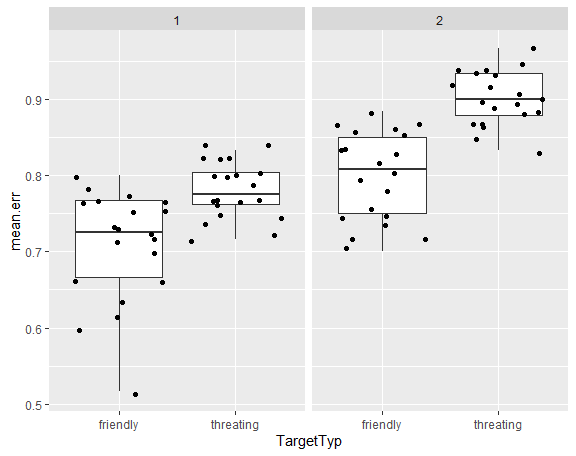 1 2
mean.err
0.9
0.8
0.7
0.6
0.5
friendly threating friendly threating
TargetTyp